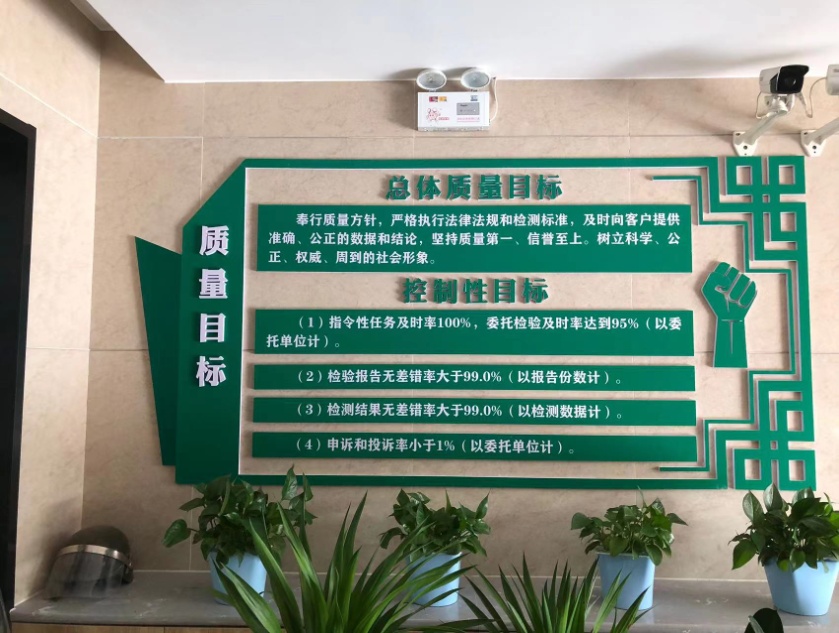 质量目标
总体质量目标
奉行质量方针，严格执行法律法规和检测标准，及时向客户提供
准确、公正的数据和结论，坚持质量第一、信誉至上。树立科学、公
正、权威、周到的社会形象。
控制性目标
（1）指令性任务及时率100%，委托检验及时率达到95%（以委
托单位计）。
（2）检验报告无差错率大于99.0%（以报告份数计）。
（3）检测结果无差错率大于99.0%（以检测数据计）。
（4）申诉和投诉率小于1%（以委托单位计）。